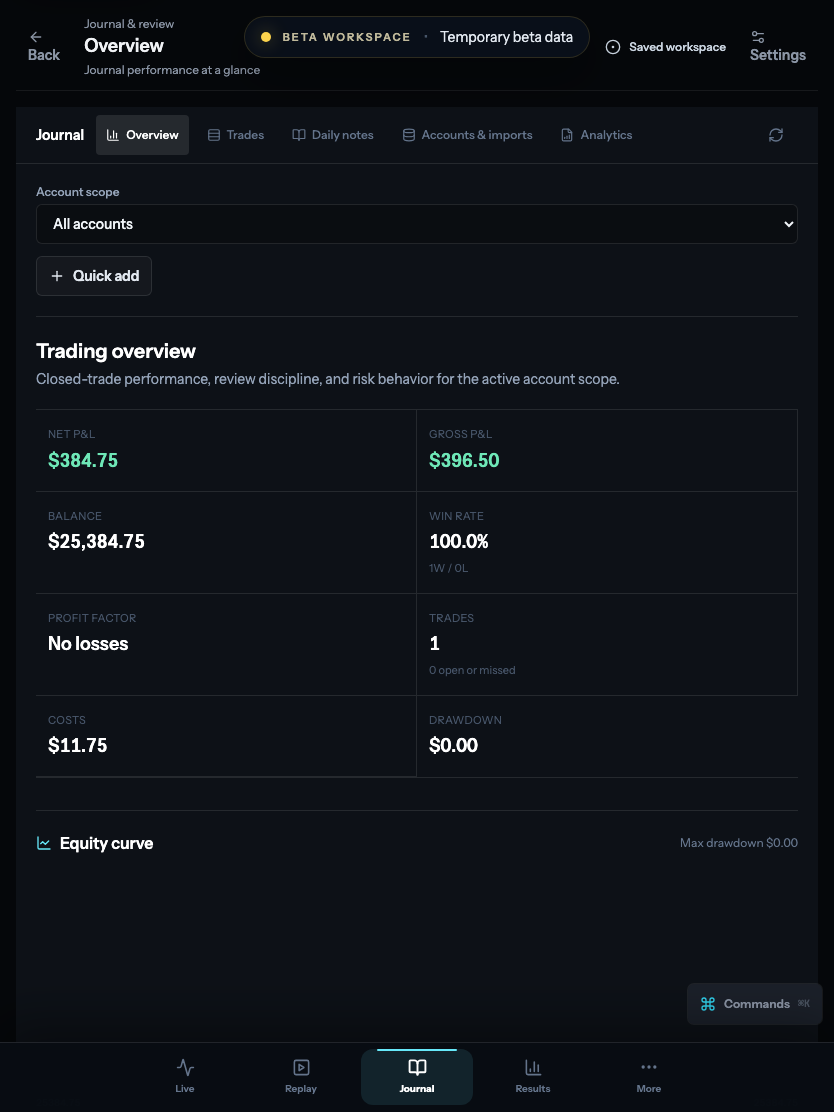 Back
Journal & review
Overview
Journal performance at a glance
BETA WORKSPACE · Temporary beta data
Saved workspace
Settings
Journal
Overview
Trades
Daily notes
Accounts & imports
Analytics
Account scope
All accounts
+ Quick add
Trading overview
Closed-trade performance, review discipline, and risk behavior for the active account scope.
NET P&L
$384.75
GROSS P&L
$396.50
BALANCE
$25,384.75
WIN RATE
100.0%
1W / 0L
PROFIT FACTOR
No losses
TRADES
1
0 open or missed
COSTS
$11.75
DRAWDOWN
$0.00
Equity curve
Max drawdown $0.00
Commands ⌘K
Live
Replay
Journal
Results
More